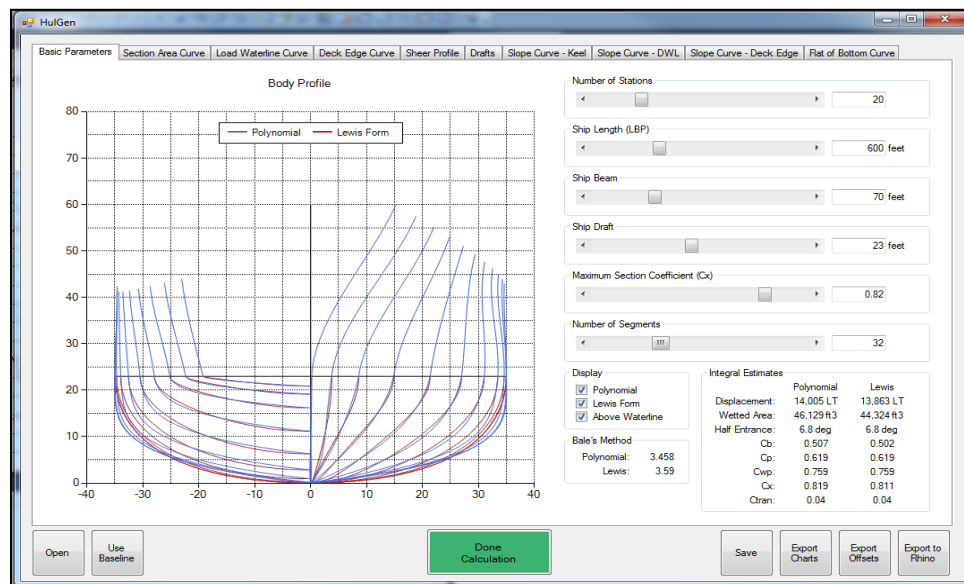 HulGen
Basic Parameters Section Area Curve Load Waterline Curve Deck Edge Curve Sheer Profile Drafts Slope Curve - Keel Slope Curve - DWL Slope Curve - Deck Edge Flat of Bottom Curve
Body Profile
Polynomial Lewis Form
80
70
60
50
40
30
20
10
0
-40 -30 -20 -10 0 10 20 30 40
Number of Stations
20
Ship Length (LBP)
600 feet
Ship Beam
70 feet
Ship Draft
23 feet
Maximum Section Coefficient (Cx)
0.82
Number of Segments
32
Display
Polynomial
Lewis Form
Above Waterline
Bale's Method
Polynomial: 3.458
Lewis: 3.59
Integral Estimates
Polynomial Lewis
Displacement: 14,005 LT 13,863 LT
Wetted Area: 46,129 ft3 44,324 ft3
Half Entrance: 6.8 deg 6.8 deg
Cb: 0.507 0.502
Cp: 0.619 0.619
Cwp: 0.759 0.759
Cx: 0.819 0.811
Ctran: 0.04 0.04
Open
Use Baseline
Done Calculation
Save
Export Charts
Export Offsets
Export to Rhino